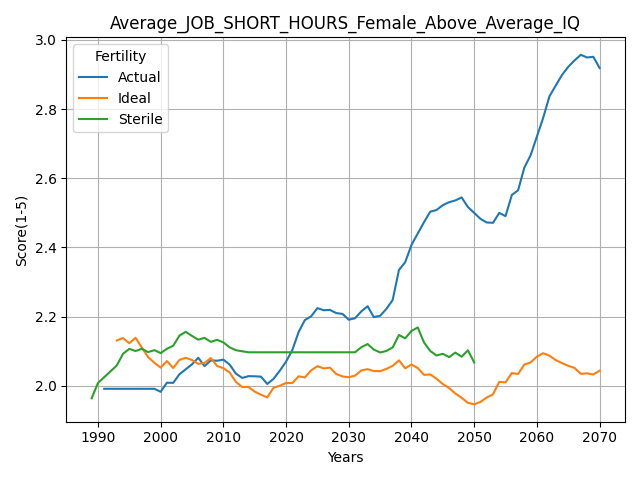 Average_JOB_SHORT_HOURS_Female_Above_Average_IQ
Fertility
Actual
Ideal
Sterile
Score(1-5)
3.0
2.8
2.6
2.4
2.2
2.0
1990 2000 2010 2020 2030 2040 2050 2060 2070
Years